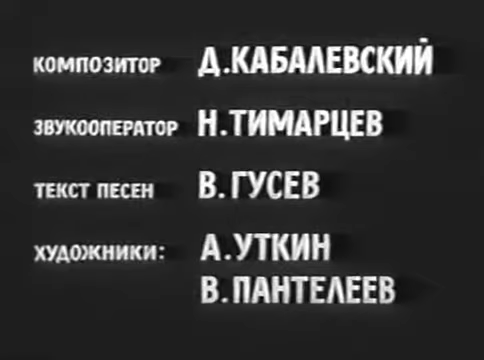 КОМПОЗИТОР Д.КАБАЛЕВСКИЙ
ЗВУКООПЕРАТОР Н.ТИМАРЦЕВ
ТЕКСТ ПЕСЕН В.ГУСЕВ
ХУДОЖНИКИ: А.УТКИН
В.ПАНТЕЛЕЕВ